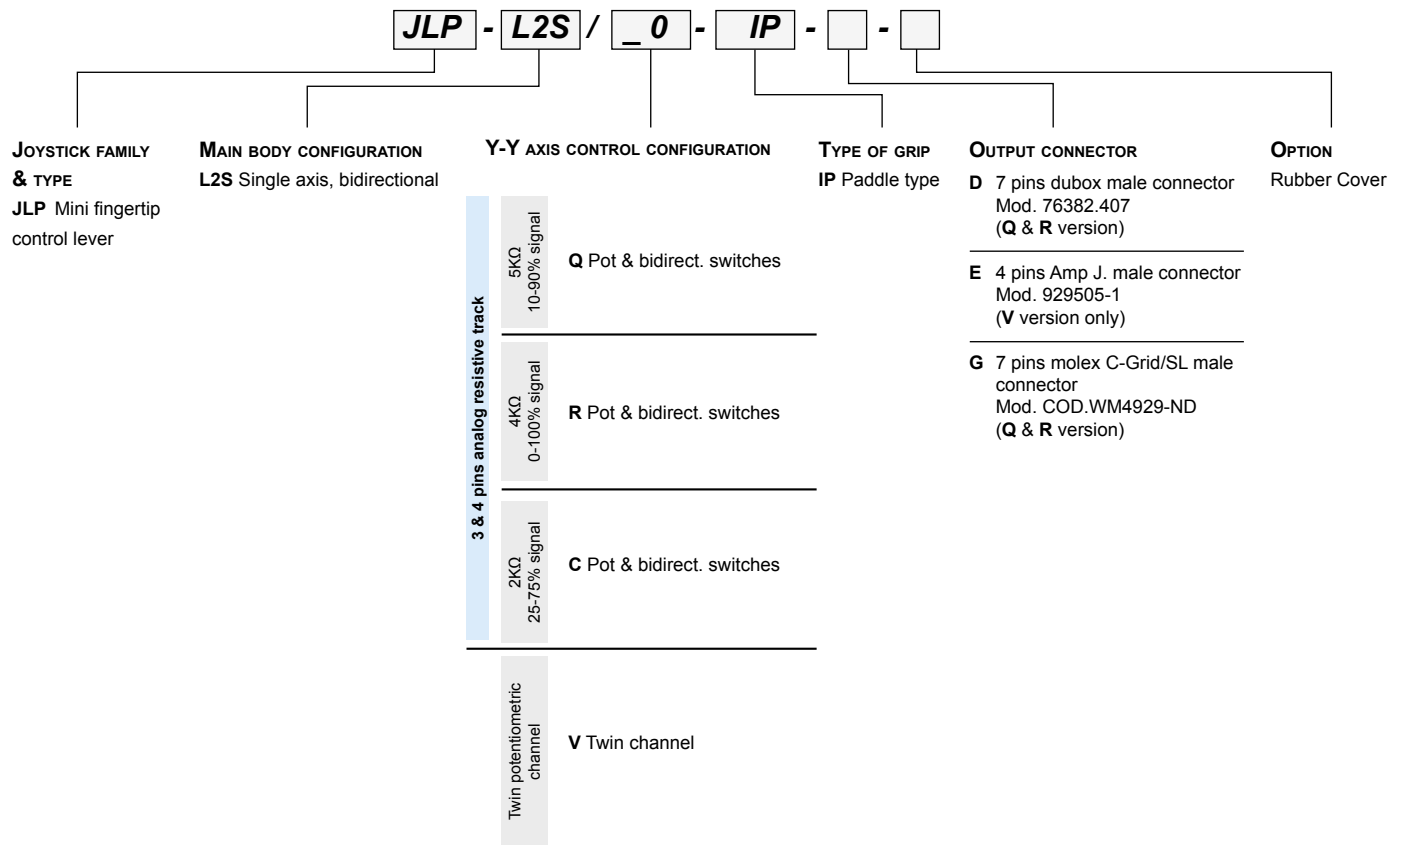 JLP - L2S / _ 0 - IP - -
JOYSTICK FAMILY
& TYPE
JLP Mini fingertip
control lever
MAIN BODY CONFIGURATION
L2S Single axis, bidirectional
Y-Y AXIS CONTROL CONFIGURATION
3 & 4 pins analog resistive track
5KΩ
10-90% signal
Q Pot & bidirect. switches
4KΩ
0-100% signal
R Pot & bidirect. switches
2KΩ
25-75% signal
C Pot & bidirect. switches
Twin potentiometric
channel
V Twin channel
TYPE OF GRIP
IP Paddle type
OUTPUT CONNECTOR
D 7 pins dubox male connector
Mod. 76382.407
(Q & R version)
E 4 pins Amp J. male connector
Mod. 929505-1
(V version only)
G 7 pins molex C-Grid/SL male
connector
Mod. COD.WM4929-ND
(Q & R version)
OPTION
Rubber Cover